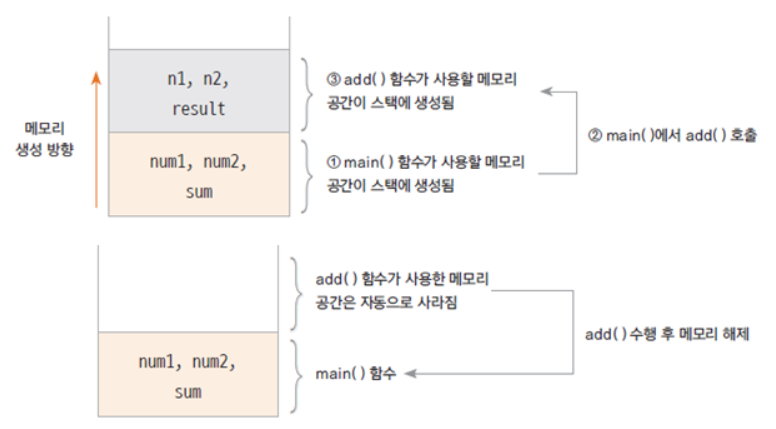 n1, n2,
result
③ add( ) 함수가 사용할 메모리
공간이 스택에 생성됨
메모리
생성 방향
② main( )에서 add( ) 호출
num1, num2,
sum
① main( ) 함수가 사용할 메모리
공간이 스택에 생성됨
add( ) 함수가 사용한 메모리
공간은 자동으로 사라짐
add( ) 수행 후 메모리 해제
num1, num2,
sum
main( ) 함수